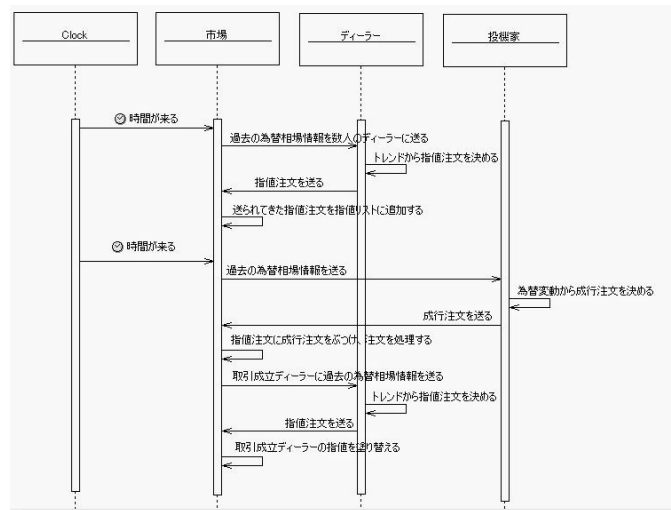 Clock
市場
ディーラー
投機家
時間が来る
過去の為替相場情報を数人のディーラーに送る
トレンドから指値注文を決める
指値注文を送る
送られてきた指値注文を指値リストに追加する
時間が来る
過去の為替相場情報を送る
為替変動から成行注文を決める
成行注文を送る
指値注文に成行注文をぶつけ、注文を処理する
取引成立ディーラーに過去の為替相場情報を送る
トレンドから指値注文を決める
指値注文を送る
取引成立ディーラーの指値を塗り替える